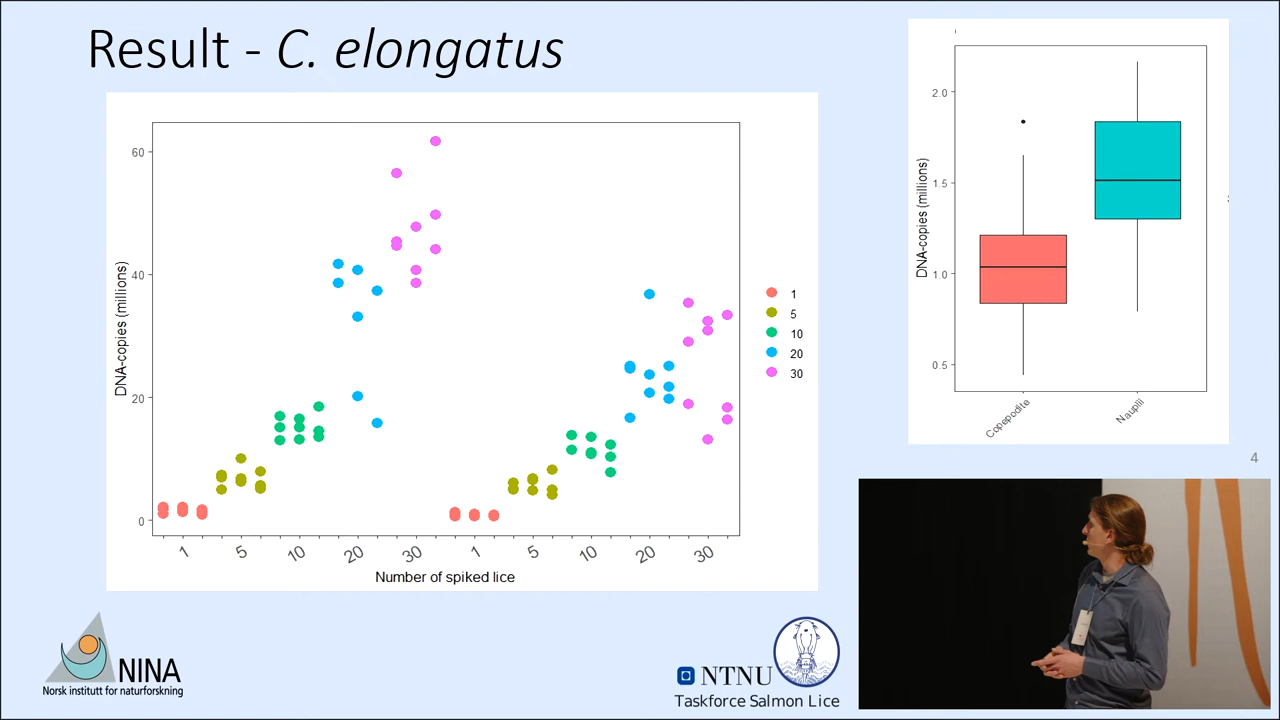 Result - C. elongatus
60
40
20
0
DNA-copies (millions)
1
5
10
20
30
1
5
10
20
30
Number of spiked lice
1
5
10
20
30
2.0
1.5
1.0
0.5
DNA-copies (millions)
Copepodite
Nauplii
4
NINA
Norsk institutt for naturforskning
NTNU
Taskforce Salmon Lice